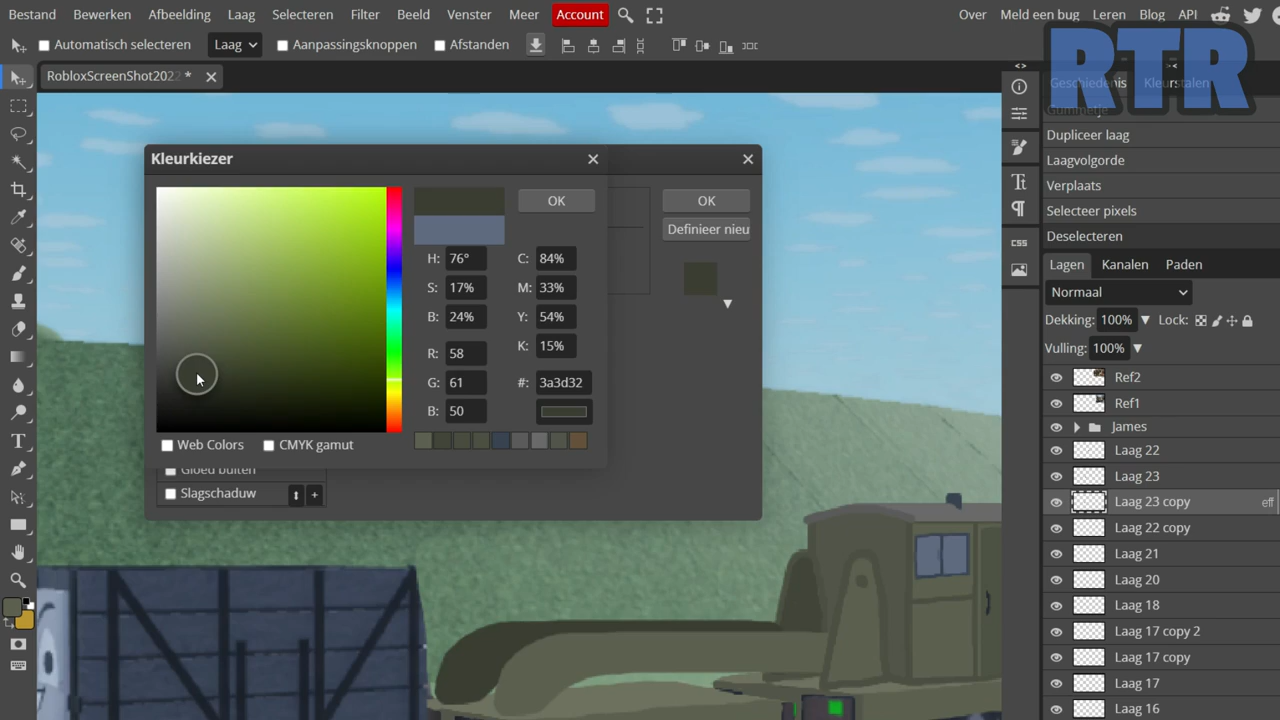 Bestand Bewerken Afbeelding Laag Selecteren Filter Beeld Venster Meer Account Over Meld een bug Leren Blog API
Automatisch selecteren Laag Aanpassingsknoppen Afstanden
RTR
RobloxScreenShot2022 * 
Geschiedenis Kleurstalen
Gummetje
Dupliceer laag
Laagvolgorde
Verplaats
Selecteer pixels
Deselecteren
Kleurkiezer
OK
OK
Definieer nieu
H: 76° C: 84%
S: 17% M: 33%
B: 24% Y: 54%
R: 58 K: 15%
G: 61 #: 3a3d32
B: 50
Web Colors CMYK gamut
Gloed buiten
Slagschaduw
CSS
Lagen Kanalen Paden
Normaal
Dekking: 100% Lock:
Vulling: 100%
Ref2
Ref1
James
Laag 22
Laag 23
Laag 23 copy eff
Laag 22 copy
Laag 21
Laag 20
Laag 18
Laag 17 copy 2
Laag 17 copy
Laag 17
Laag 16